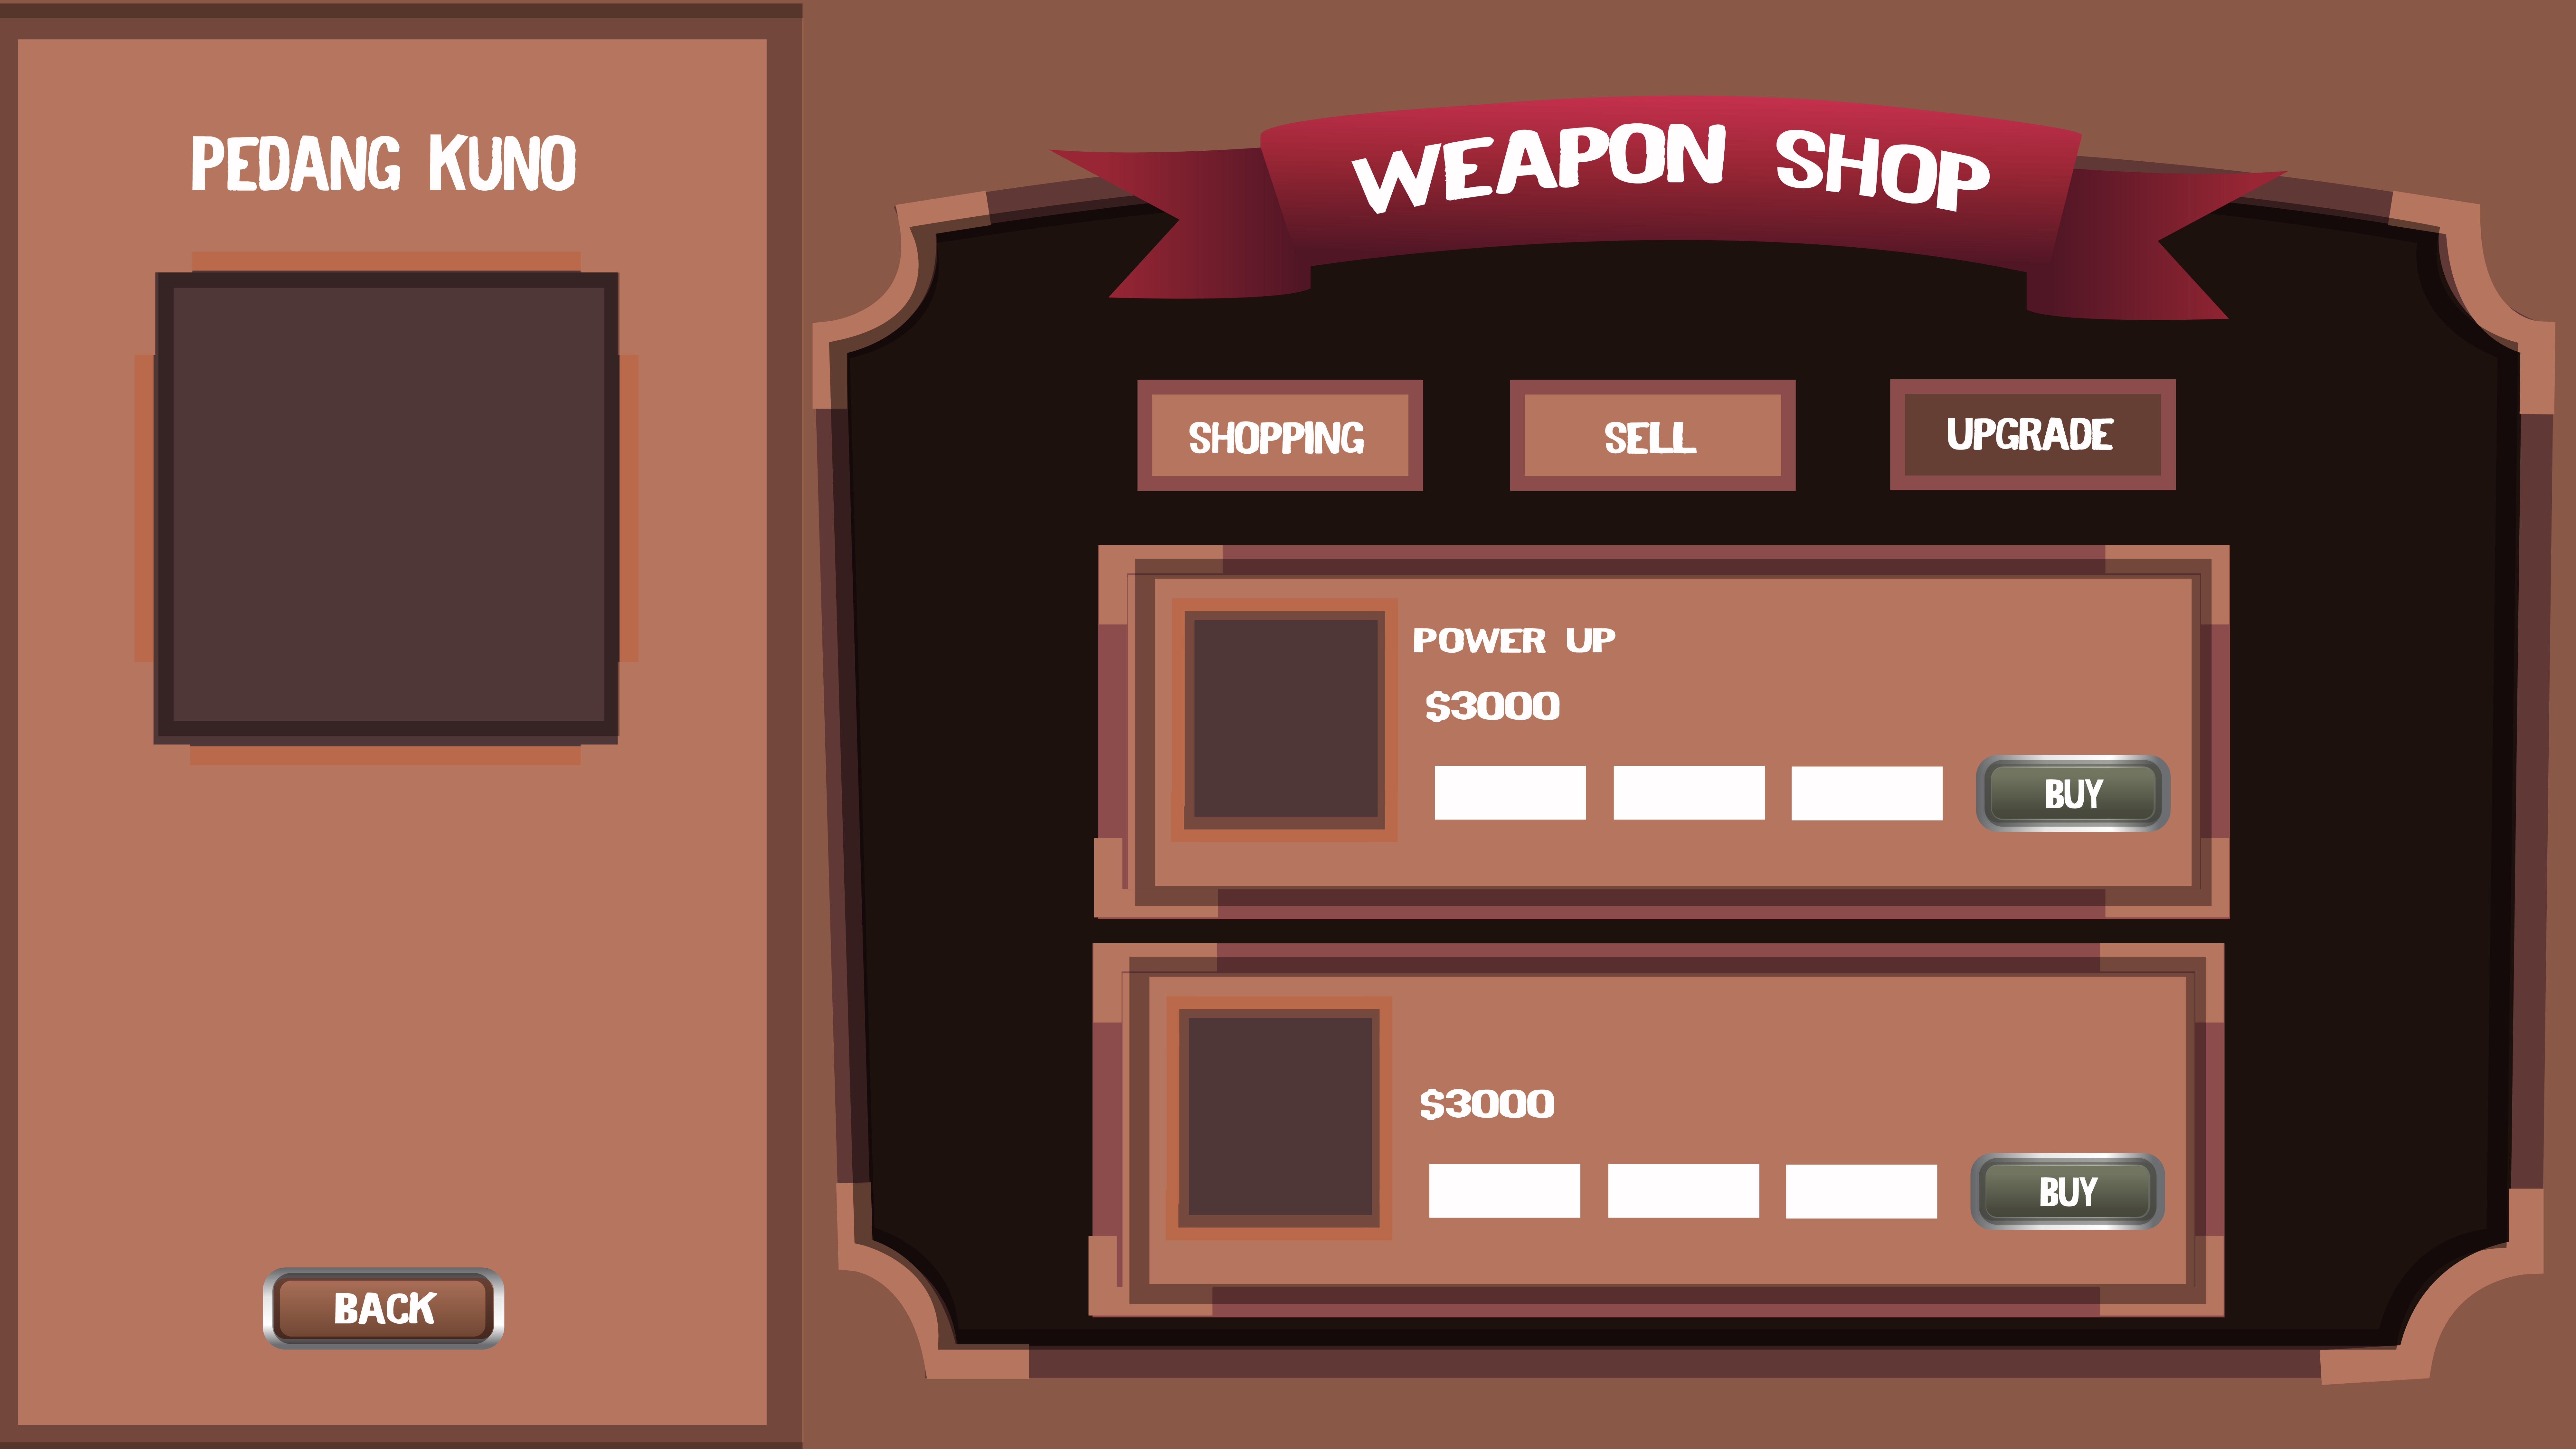 PEDANG KUNO
BACK
WEAPON SHOP
SHOPPING
SELL
UPGRADE
POWER UP
$3000
BUY
$3000
BUY